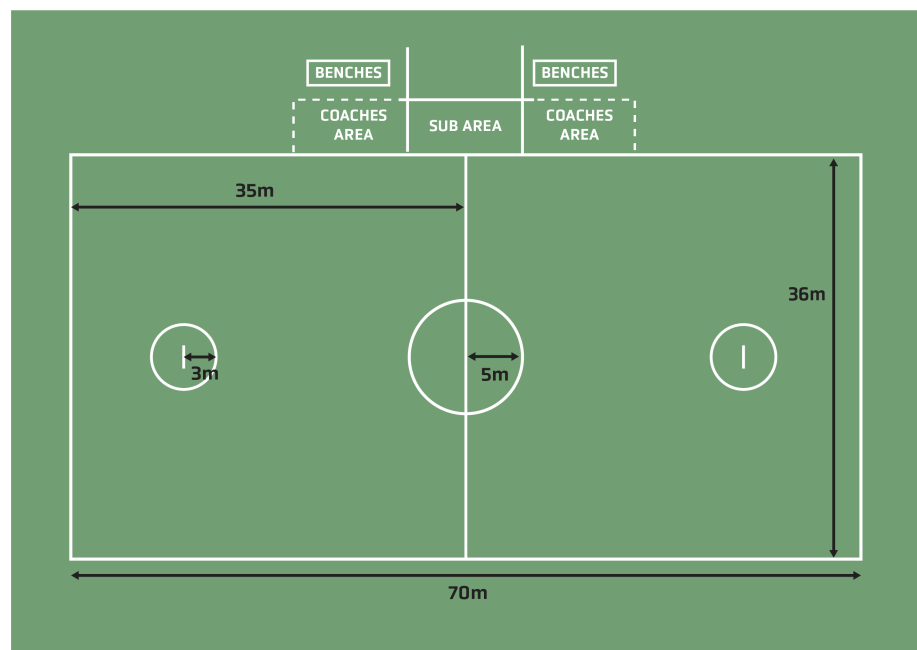 BENCHES
BENCHES
COACHES
AREA
SUB AREA
COACHES
AREA
35m
36m
3m
5m
70m